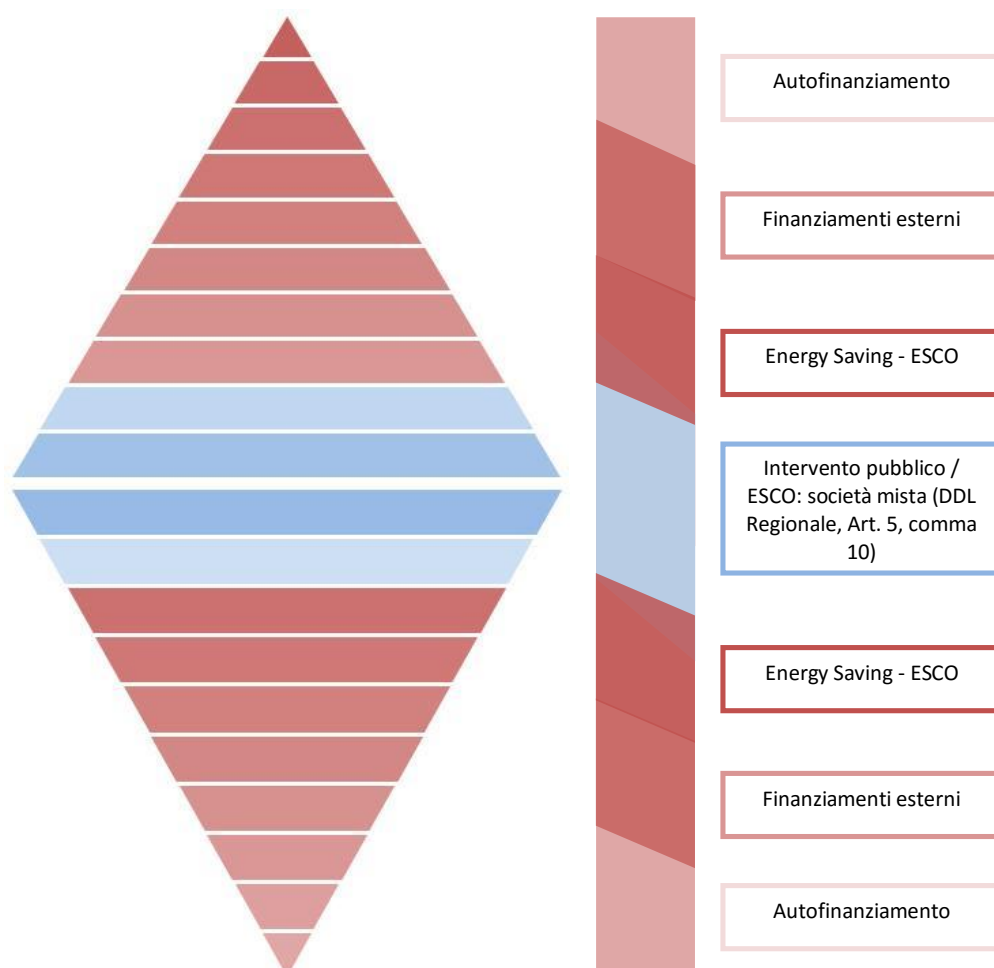 Autofinanziamento
Finanziamenti esterni
Energy Saving - ESCO
Intervento pubblico /
ESCO: società mista (DDL
Regionale, Art. 5, comma
10)
Energy Saving - ESCO
Finanziamenti esterni
Autofinanziamento